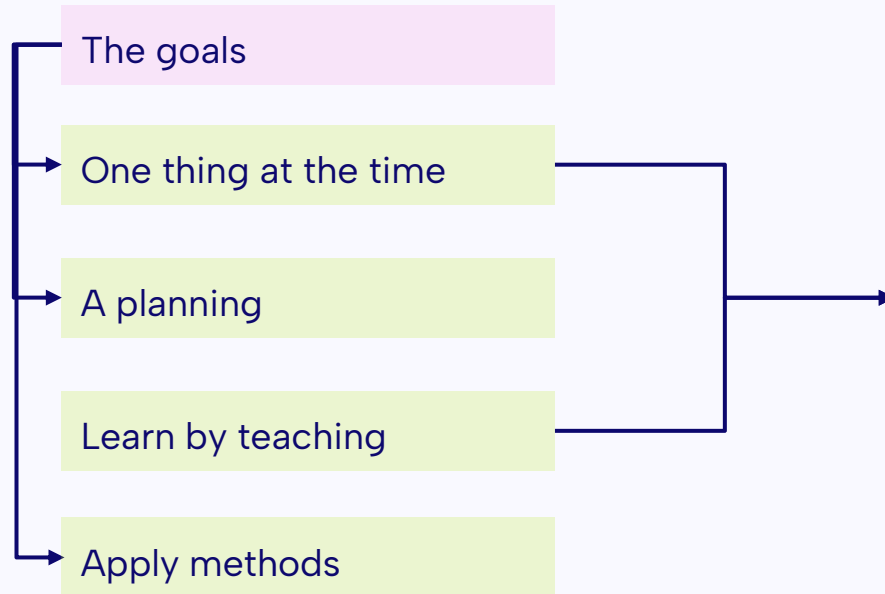 The goals
One thing at the time
A planning
Learn by teaching
Apply methods